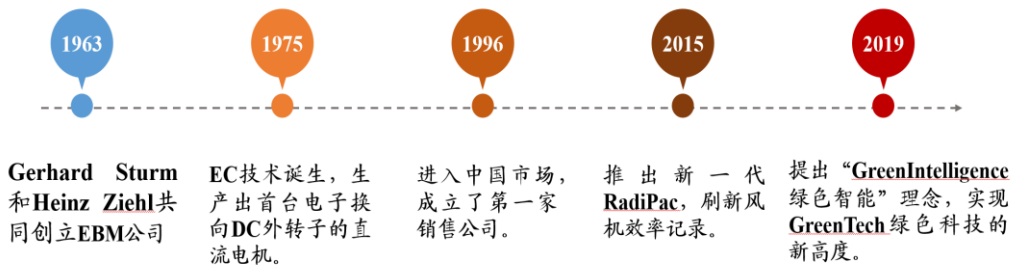 1963
1975
1996
2015
2019
Gerhard Sturm
和Heinz Ziehl共
同创立EBM公司
EC技术诞生，生
产出首台电子换
向DC外转子的直
流电机。
进入中国市场，
成立了第一家
销售公司。
推出新一代
RadiPac，刷新风
机效率记录。
提出“GreenIntelligence
绿色智能”理念，实现
GreenTech绿色科技的
新高度。